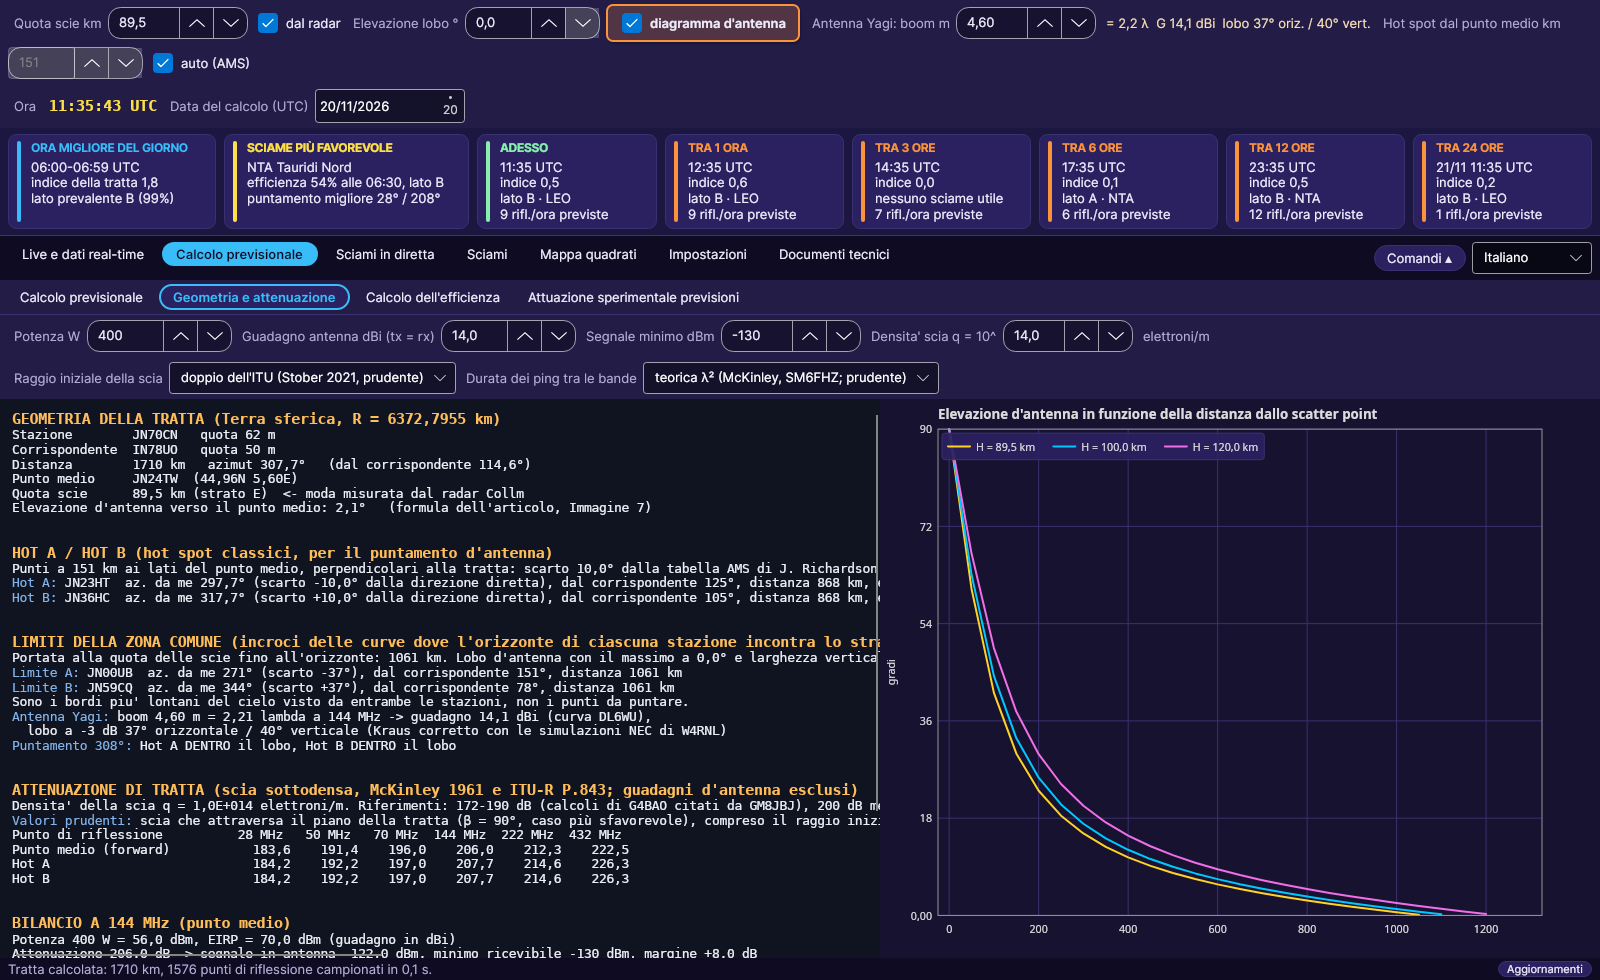 Quota scie km 89,5 dal radar Elevazione lobo ° 0,0 diagramma d'antenna Antenna Yagi: boom m 4,60 = 2,2 λ G 14,1 dBi lobo 37° oriz. / 40° vert. Hot spot dal punto medio km
151 auto (AMS)
Ora 11:35:43 UTC Data del calcolo (UTC) 20/11/2026 20
ORA MIGLIORE DEL GIORNO
06:00-06:59 UTC
indice della tratta 1,8
lato prevalente B (99%)
SCIAME PIÙ FAVOREVOLE
NTA Tauridi Nord
efficienza 54% alle 06:30, lato B
puntamento migliore 28° / 208°
ADESSO
11:35 UTC
indice 0,5
lato B · LEO
9 rifl./ora previste
TRA 1 ORA
12:35 UTC
indice 0,6
lato B · LEO
9 rifl./ora previste
TRA 3 ORE
14:35 UTC
indice 0,0
nessuno sciame utile
7 rifl./ora previste
TRA 6 ORE
17:35 UTC
indice 0,1
lato A · NTA
6 rifl./ora previste
TRA 12 ORE
23:35 UTC
indice 0,5
lato B · NTA
12 rifl./ora previste
TRA 24 ORE
21/11 11:35 UTC
indice 0,2
lato B · LEO
1 rifl./ora previste
Live e dati real-time Calcolo previsionale Sciami in diretta Sciami Mappa quadrati Impostazioni Documenti tecnici Comandi ▴ Italiano
Calcolo previsionale Geometria e attenuazione Calcolo dell'efficienza Attuazione sperimentale previsioni
Potenza W 400 Guadagno antenna dBi (tx = rx) 14,0 Segnale minimo dBm -130 Densita' scia q = 10^ 14,0 elettroni/m
Raggio iniziale della scia doppio dell'ITU (Stober 2021, prudente) Durata dei ping tra le bande teorica λ² (McKinley, SM6FHZ; prudente)
GEOMETRIA DELLA TRATTA (Terra sferica, R = 6372,7955 km)
Stazione JN70CN quota 62 m
Corrispondente IN78UO quota 50 m
Distanza 1710 km azimut 307,7° (dal corrispondente 114,6°)
Punto medio JN24TW (44,96N 5,60E)
Quota scie 89,5 km (strato E) <- moda misurata dal radar Collm
Elevazione d'antenna verso il punto medio: 2,1° (formula dell'articolo, Immagine 7)
HOT A / HOT B (hot spot classici, per il puntamento d'antenna)
Punti a 151 km ai lati del punto medio, perpendicolari alla tratta: scarto 10,0° dalla tabella AMS di J. Richardson
Hot A: JN23HT az. da me 297,7° (scarto -10,0° dalla direzione diretta), dal corrispondente 125°, distanza 868 km,
Hot B: JN36HC az. da me 317,7° (scarto +10,0° dalla direzione diretta), dal corrispondente 105°, distanza 868 km,
LIMITI DELLA ZONA COMUNE (incroci delle curve dove l'orizzonte di ciascuna stazione incontra lo stra
Portata alla quota delle scie fino all'orizzonte: 1061 km. Lobo d'antenna con il massimo a 0,0° e larghezza vertica
Limite A: JN00UB az. da me 271° (scarto -37°), dal corrispondente 151°, distanza 1061 km
Limite B: JN59CQ az. da me 344° (scarto +37°), dal corrispondente 78°, distanza 1061 km
Sono i bordi piu' lontani del cielo visto da entrambe le stazioni, non i punti da puntare.
Antenna Yagi: boom 4,60 m = 2,21 lambda a 144 MHz -> guadagno 14,1 dBi (curva DL6WU),
lobo a -3 dB 37° orizzontale / 40° verticale (Kraus corretto con le simulazioni NEC di W4RNL)
Puntamento 308°: Hot A DENTRO il lobo, Hot B DENTRO il lobo
ATTENUAZIONE DI TRATTA (scia sottodensa, McKinley 1961 e ITU-R P.843; guadagni d'antenna esclusi)
Densita' della scia q = 1,0E+014 elettroni/m. Riferimenti: 172-190 dB (calcoli di G4BAO citati da GM8JBJ), 200 dB m
Valori prudenti: scia che attraversa il piano della tratta (β = 90°, caso più sfavorevole), compreso il raggio iniz
Punto di riflessione 28 MHz 50 MHz 70 MHz 144 MHz 222 MHz 432 MHz
Punto medio (forward) 183,6 191,4 196,0 206,0 212,3 222,5
Hot A 184,2 192,2 197,0 207,7 214,6 226,3
Hot B 184,2 192,2 197,0 207,7 214,6 226,3
BILANCIO A 144 MHz (punto medio)
Potenza 400 W = 56,0 dBm, EIRP = 70,0 dBm (guadagno in dBi)
Attenuazione 206,0 dB -> segnale in antenna -122,0 dBm, minimo ricevibile -130 dBm, margine +8,0 dB
Elevazione d'antenna in funzione della distanza dallo scatter point
H = 89,5 km H = 100,0 km H = 120,0 km
90
72
54
36
18
0,00
gradi
0 200 400 600 800 1000 1200
Tratta calcolata: 1710 km, 1576 punti di riflessione campionati in 0,1 s.
Aggiornamenti